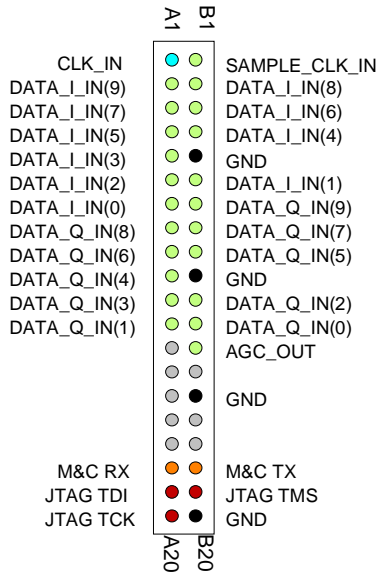 A1 B1
CLK_IN SAMPLE_CLK_IN
DATA_I_IN(9) DATA_I_IN(8)
DATA_I_IN(7) DATA_I_IN(6)
DATA_I_IN(5) DATA_I_IN(4)
DATA_I_IN(3) GND
DATA_I_IN(2) DATA_I_IN(1)
DATA_I_IN(0) DATA_Q_IN(9)
DATA_Q_IN(8) DATA_Q_IN(7)
DATA_Q_IN(6) DATA_Q_IN(5)
DATA_Q_IN(4) GND
DATA_Q_IN(3) DATA_Q_IN(2)
DATA_Q_IN(1) DATA_Q_IN(0)
AGC_OUT
GND
M&C RX M&C TX
JTAG TDI JTAG TMS
JTAG TCK GND
A20 B20